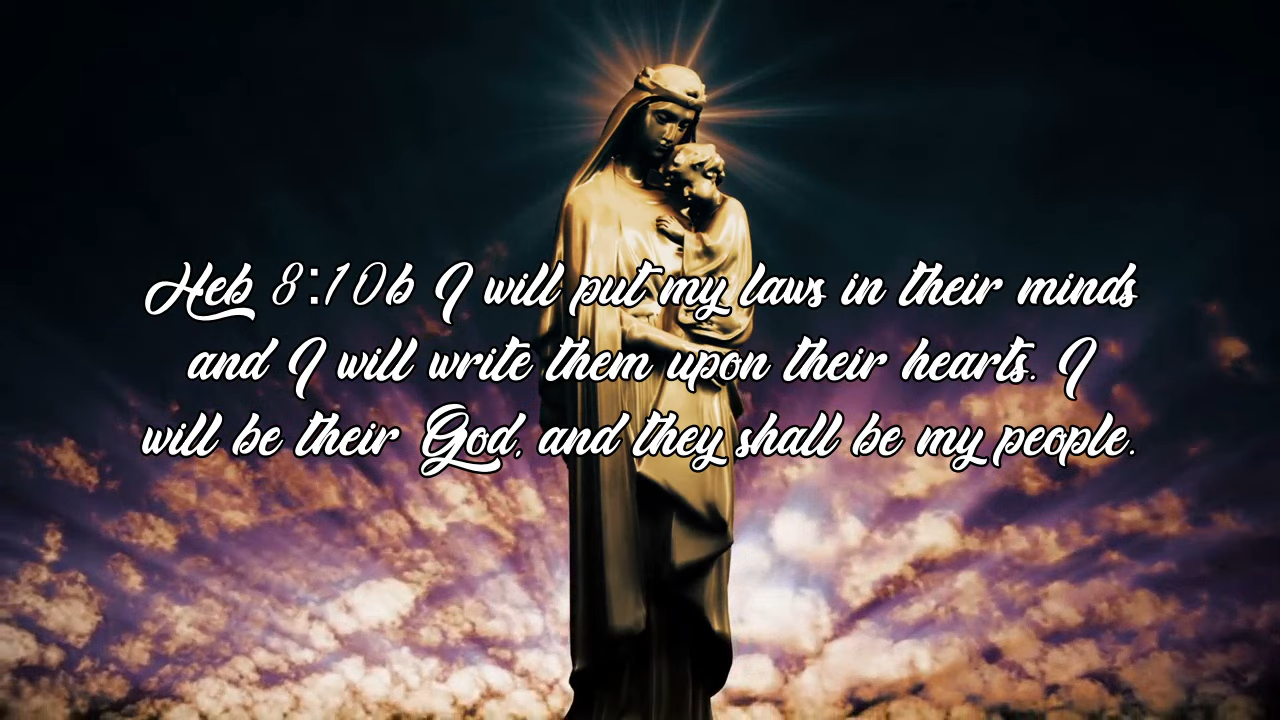 Heb 8:10b I will put my laws in their minds
and I will write them upon their hearts. I
will be their God, and they shall be my people.